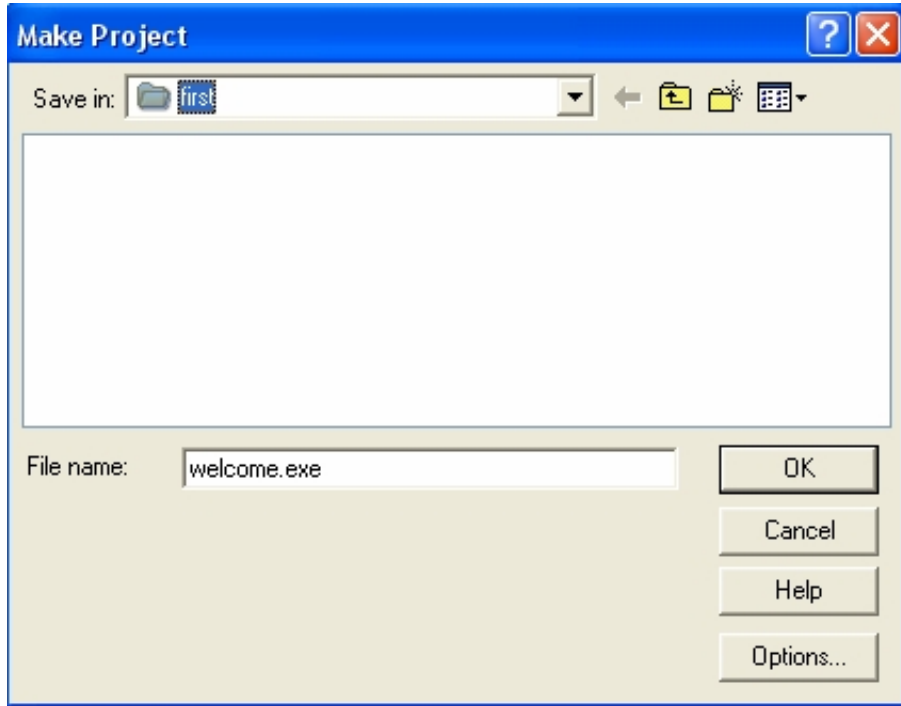 Make Project
Save in: first
File name: welcome.exe
OK
Cancel
Help
Options...